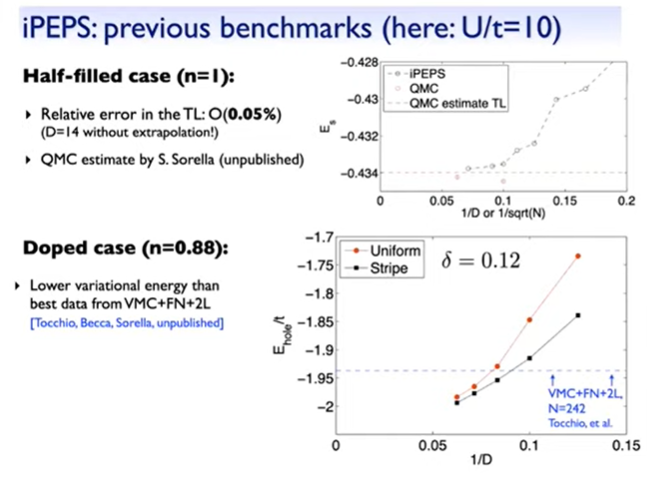 iPEPS: previous benchmarks (here: U/t=10)
Half-filled case (n=1):
Relative error in the TL: O(0.05%)
(D=14 without extrapolation!)
QMC estimate by S. Sorella (unpublished)
−0.428
−0.43
−0.432
−0.434
E_s
iPEPS
QMC
QMC estimate TL
0
0.05
0.1
0.15
0.2
1/D or 1/sqrt(N)
Doped case (n=0.88):
Lower variational energy than
best data from VMC+FN+2L
[Tocchio, Becca, Sorella, unpublished]
−1.7
−1.75
−1.8
−1.85
−1.9
−1.95
−2
E_hole/t
Uniform
Stripe
δ = 0.12
VMC+FN+2L,
N=242
Tocchio, et al.
0
0.05
0.1
0.15
1/D